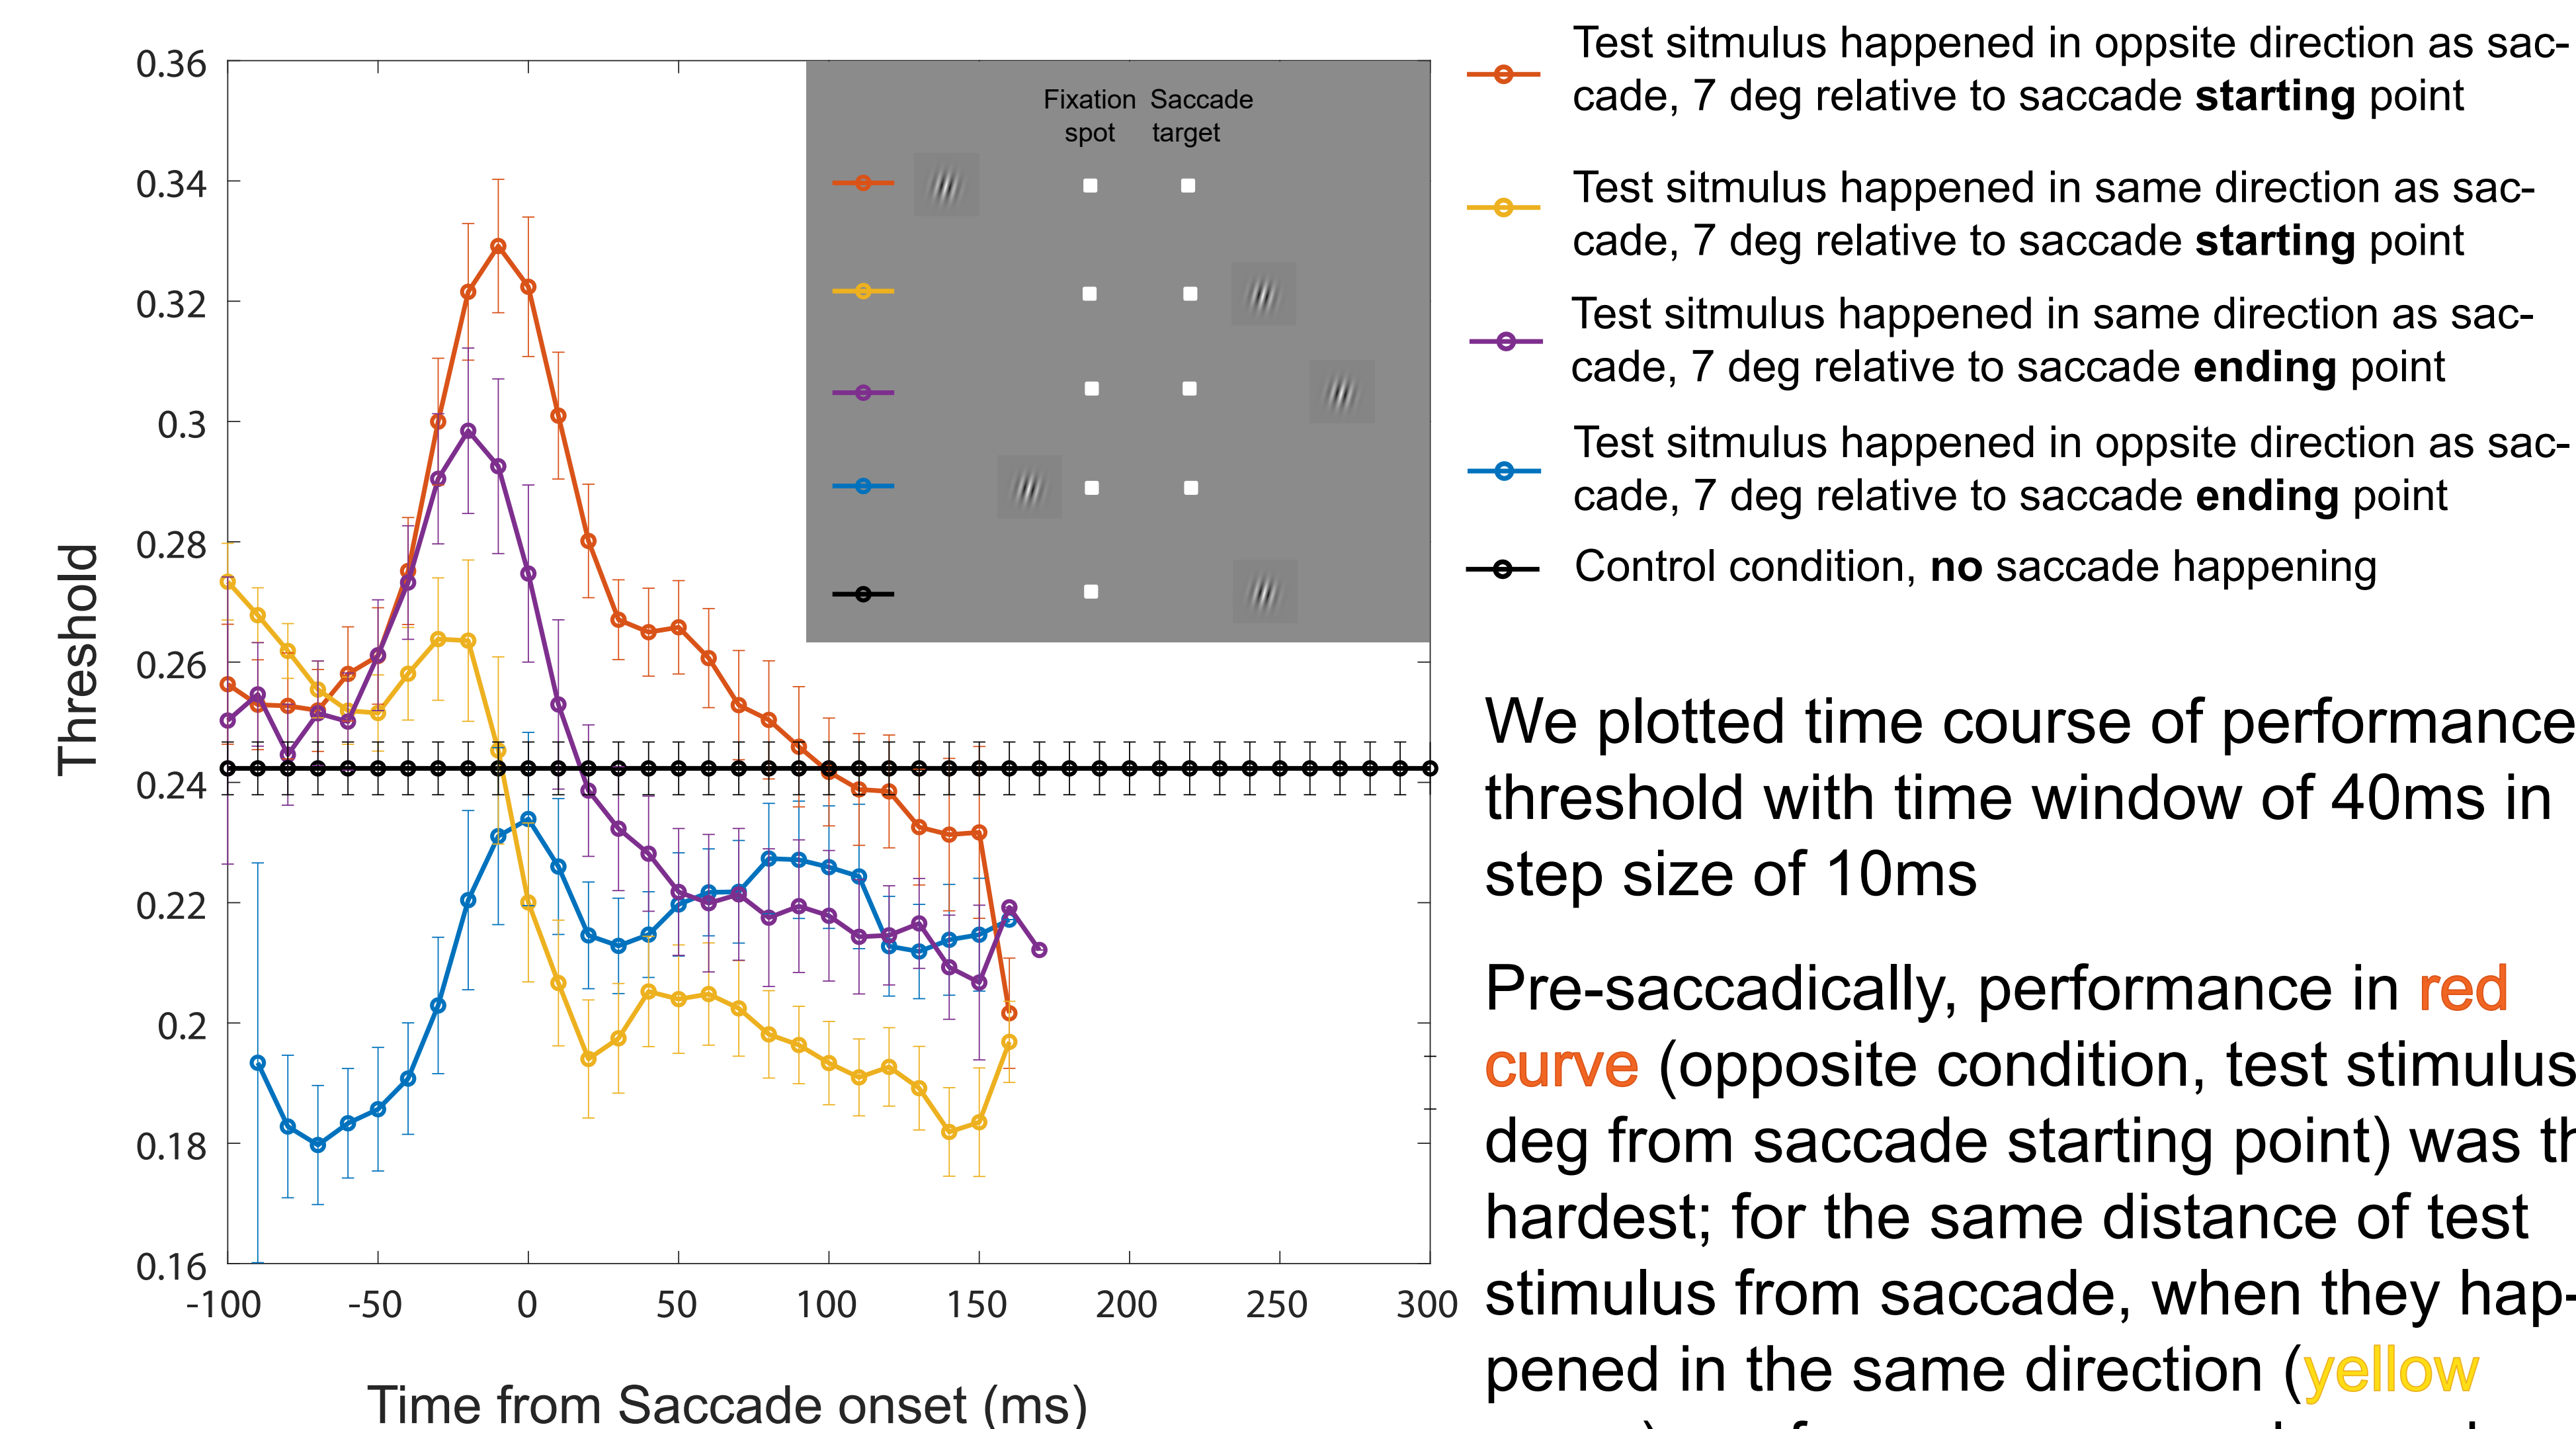 0.36
0.34
0.32
0.3
0.28
0.26
0.24
0.22
0.2
0.18
0.16
Threshold
-100
-50
0
50
100
150
200
250
300
Time from Saccade onset (ms)
Fixation Saccade
spot target
Test sitmulus happened in oppsite direction as sac-
cade, 7 deg relative to saccade starting point
Test sitmulus happened in same direction as sac-
cade, 7 deg relative to saccade starting point
Test sitmulus happened in same direction as sac-
cade, 7 deg relative to saccade ending point
Test sitmulus happened in oppsite direction as sac-
cade, 7 deg relative to saccade ending point
Control condition, no saccade happening
We plotted time course of performance
threshold with time window of 40ms in
step size of 10ms
Pre-saccadically, performance in red
curve (opposite condition, test stimulus
deg from saccade starting point) was
hardest; for the same distance of test
stimulus from saccade, when they hap-
pened in the same direction (yellow